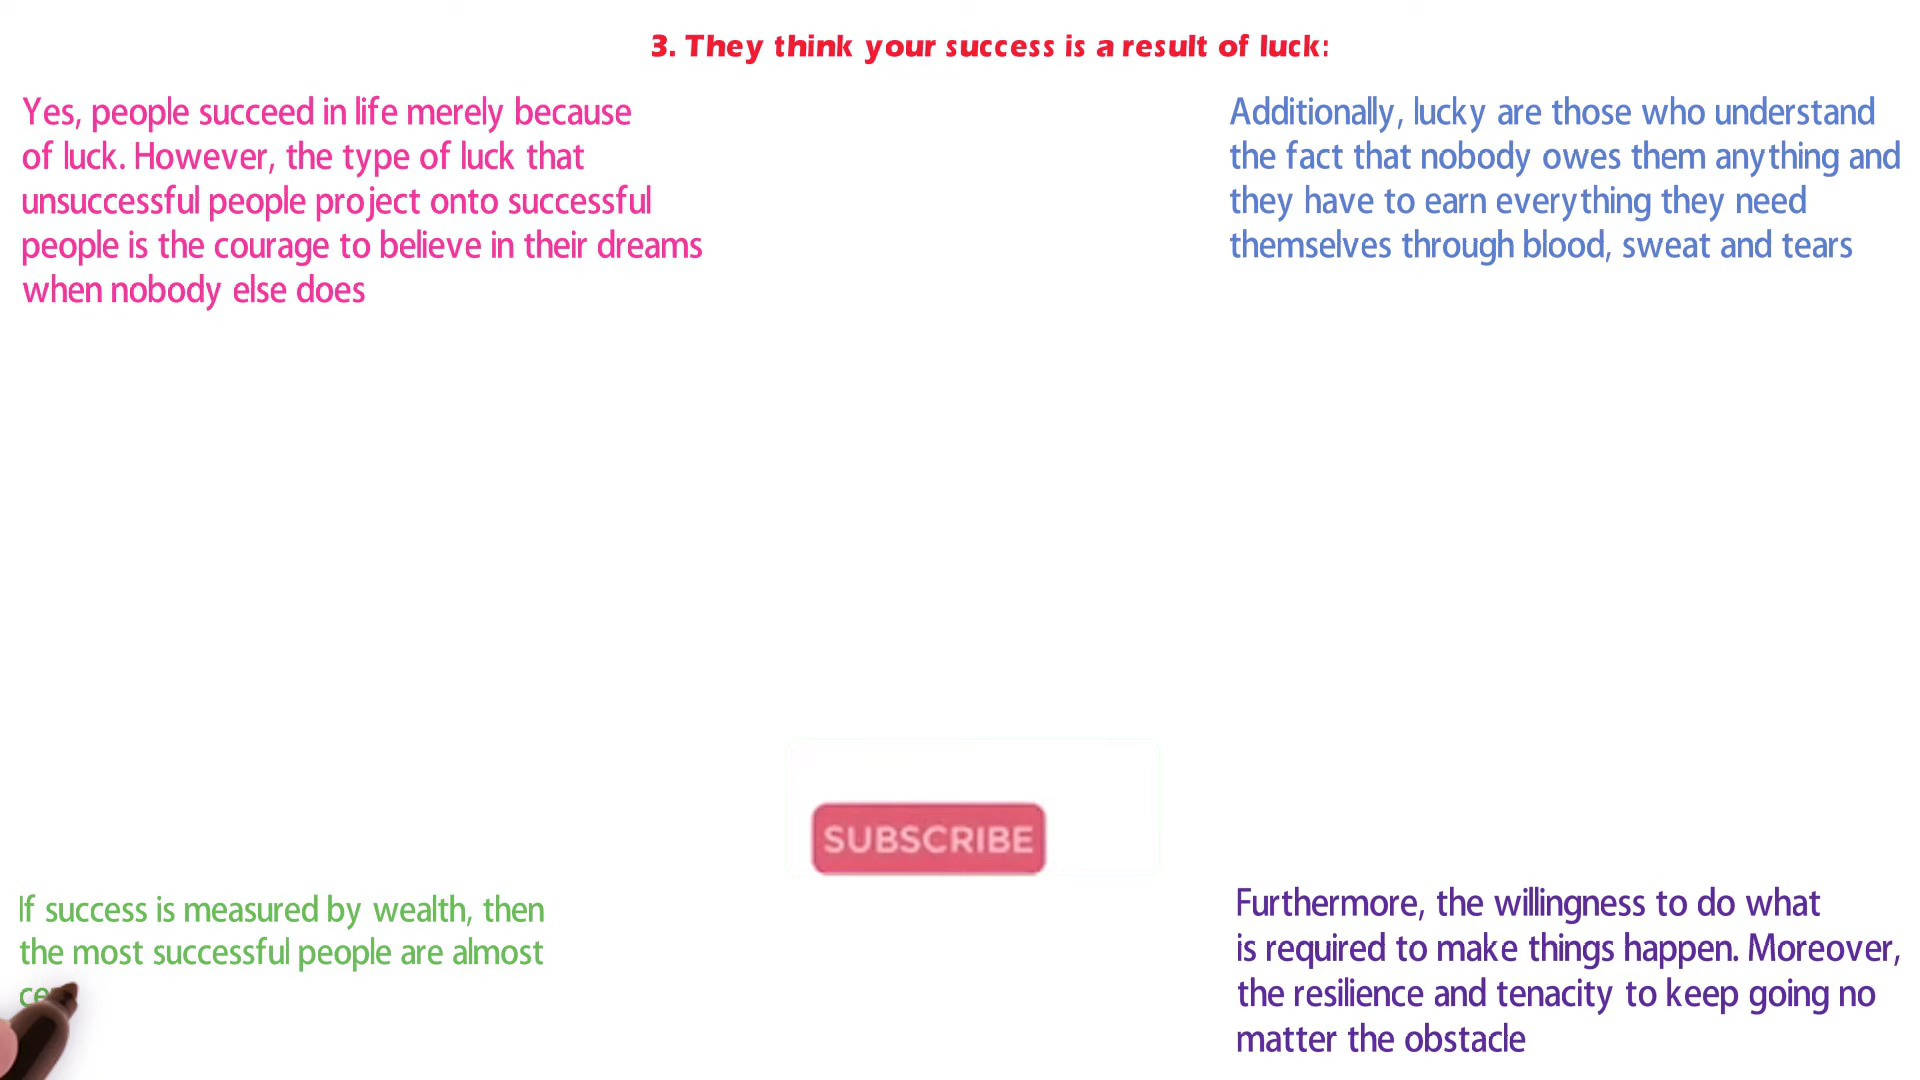 3. They think your success is a result of luck:
Yes, people succeed in life merely because
of luck. However, the type of luck that
unsuccessful people project onto successful
people is the courage to believe in their dreams
when nobody else does
Additionally, lucky are those who understand
the fact that nobody owes them anything and
they have to earn everything they need
themselves through blood, sweat and tears
SUBSCRIBE
If success is measured by wealth, then
the most successful people are almost
Furthermore, the willingness to do what
is required to make things happen. Moreover,
the resilience and tenacity to keep going no
matter the obstacle